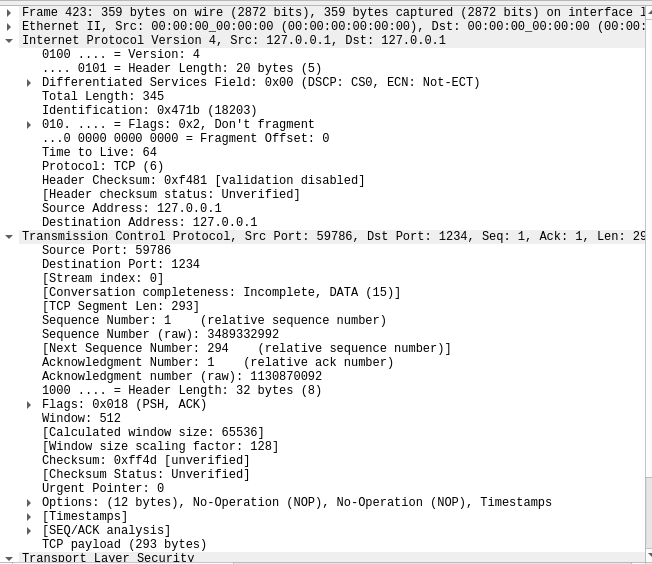 Frame 423: 359 bytes on wire (2872 bits), 359 bytes captured (2872 bits) on interface l
Ethernet II, Src: 00:00:00_00:00:00 (00:00:00:00:00:00), Dst: 00:00:00_00:00:00 (00:00:
Internet Protocol Version 4, Src: 127.0.0.1, Dst: 127.0.0.1
0100 .... = Version: 4
.... 0101 = Header Length: 20 bytes (5)
Differentiated Services Field: 0x00 (DSCP: CS0, ECN: Not-ECT)
Total Length: 345
Identification: 0x471b (18203)
010. .... = Flags: 0x2, Don't fragment
...0 0000 0000 0000 = Fragment Offset: 0
Time to Live: 64
Protocol: TCP (6)
Header Checksum: 0xf481 [validation disabled]
[Header checksum status: Unverified]
Source Address: 127.0.0.1
Destination Address: 127.0.0.1
Transmission Control Protocol, Src Port: 59786, Dst Port: 1234, Seq: 1, Ack: 1, Len: 29
Source Port: 59786
Destination Port: 1234
[Stream index: 0]
[Conversation completeness: Incomplete, DATA (15)]
[TCP Segment Len: 293]
Sequence Number: 1    (relative sequence number)
Sequence Number (raw): 3489332992
[Next Sequence Number: 294    (relative sequence number)]
Acknowledgment Number: 1    (relative ack number)
Acknowledgment number (raw): 1130870092
1000 .... = Header Length: 32 bytes (8)
Flags: 0x018 (PSH, ACK)
Window: 512
[Calculated window size: 65536]
[Window size scaling factor: 128]
Checksum: 0xff4d [unverified]
[Checksum Status: Unverified]
Urgent Pointer: 0
Options: (12 bytes), No-Operation (NOP), No-Operation (NOP), Timestamps
[Timestamps]
[SEQ/ACK analysis]
TCP payload (293 bytes)
Transport Layer Security